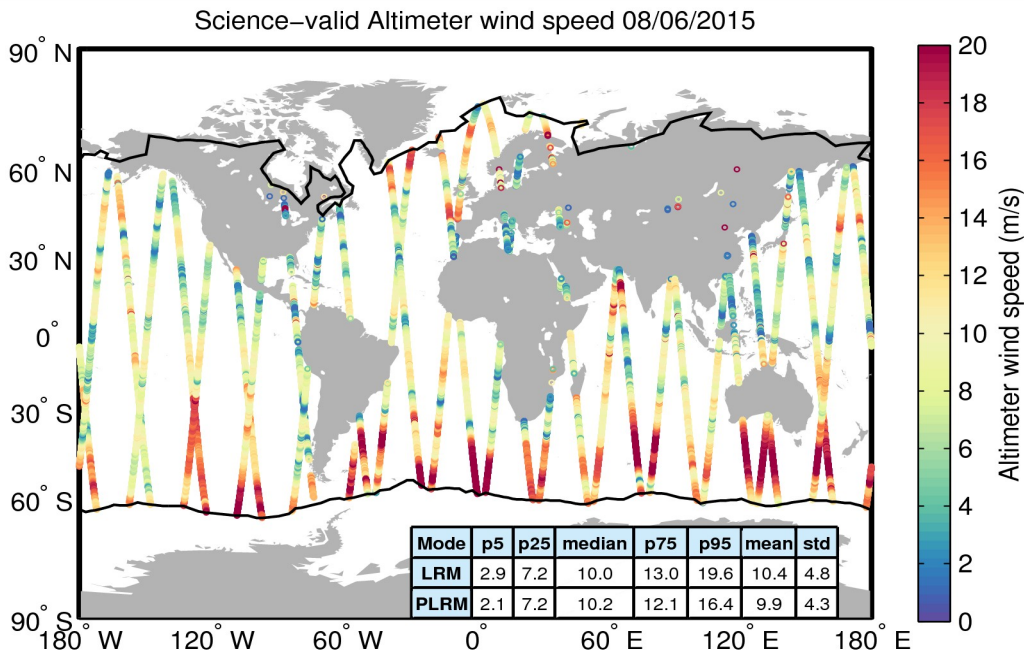 Science-valid Altimeter wind speed 08/06/2015
90° N
60° N
30° N
0°
30° S
60° S
90° S
180° W
120° W
60° W
0°
60° E
120° E
180° E
Mode p5 p25 median p75 p95 mean std
LRM 2.9 7.2 10.0 13.0 19.6 10.4 4.8
PLRM 2.1 7.2 10.2 12.1 16.4 9.9 4.3
20
18
16
14
12
10
8
6
4
2
0
Altimeter wind speed (m/s)